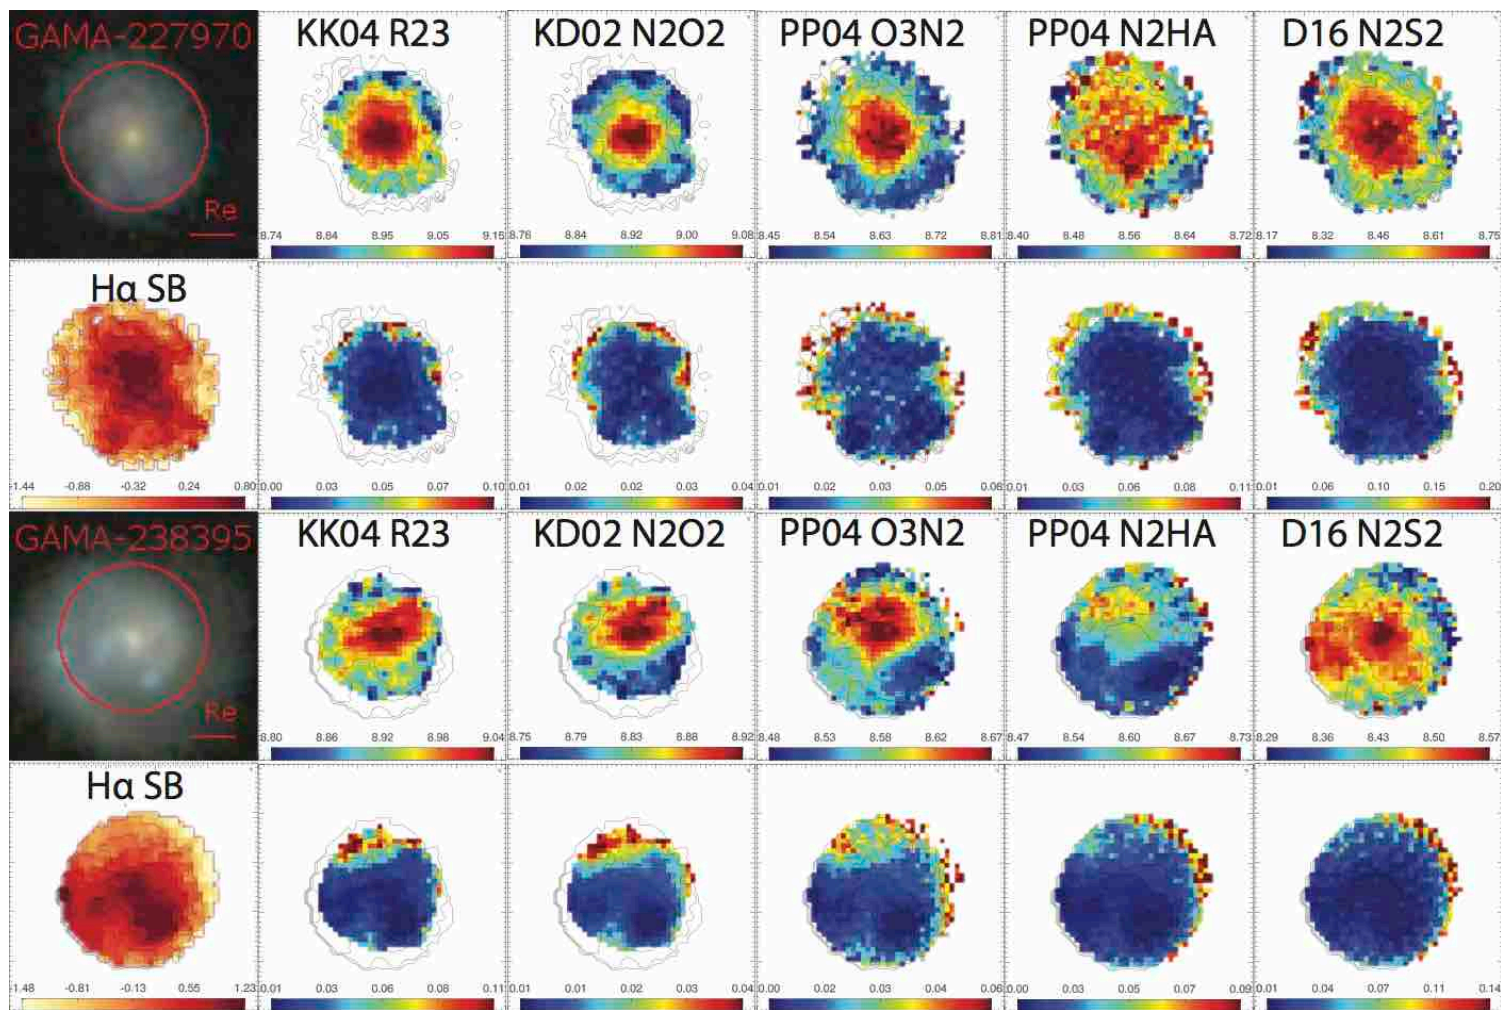 GAMA-227970 KK04 R23 KD02 N2O2 PP04 O3N2 PP04 N2HA D16 N2S2
Re
8.74 8.84 8.95 9.05 9.15 8.76 8.84 8.92 9.00 9.08 8.45 8.54 8.63 8.72 8.81 8.40 8.48 8.56 8.64 8.72 8.17 8.32 8.46 8.61 8.75
Hα SB
-1.44 -0.88 -0.32 0.24 0.80 0.00 0.03 0.05 0.07 0.10 0.01 0.02 0.02 0.03 0.04 0.01 0.02 0.03 0.05 0.06 0.01 0.03 0.06 0.08 0.11 0.01 0.06 0.10 0.15 0.20
GAMA-238395 KK04 R23 KD02 N2O2 PP04 O3N2 PP04 N2HA D16 N2S2
Re
8.80 8.86 8.92 8.98 9.04 8.75 8.79 8.83 8.88 8.92 8.48 8.53 8.58 8.62 8.67 8.47 8.54 8.60 8.67 8.73 8.29 8.36 8.43 8.50 8.57
Hα SB
-1.48 -0.81 -0.13 0.55 1.23 0.01 0.03 0.06 0.08 0.11 0.01 0.02 0.03 0.04 0.00 0.02 0.03 0.04 0.06 0.00 0.03 0.05 0.07 0.09 0.01 0.04 0.07 0.11 0.14